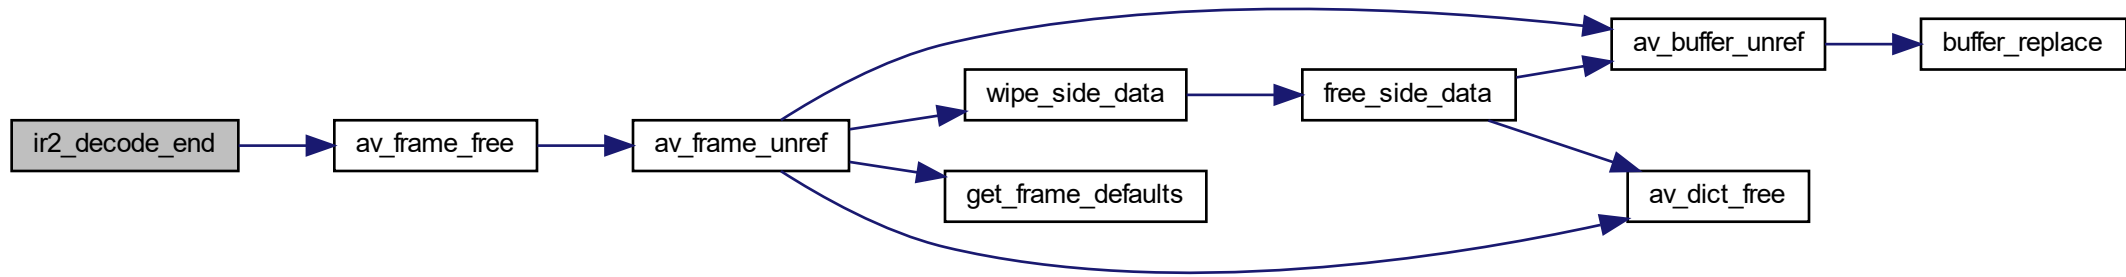 ir2_decode_end
av_frame_free
av_frame_unref
wipe_side_data
get_frame_defaults
free_side_data
av_buffer_unref
av_dict_free
buffer_replace